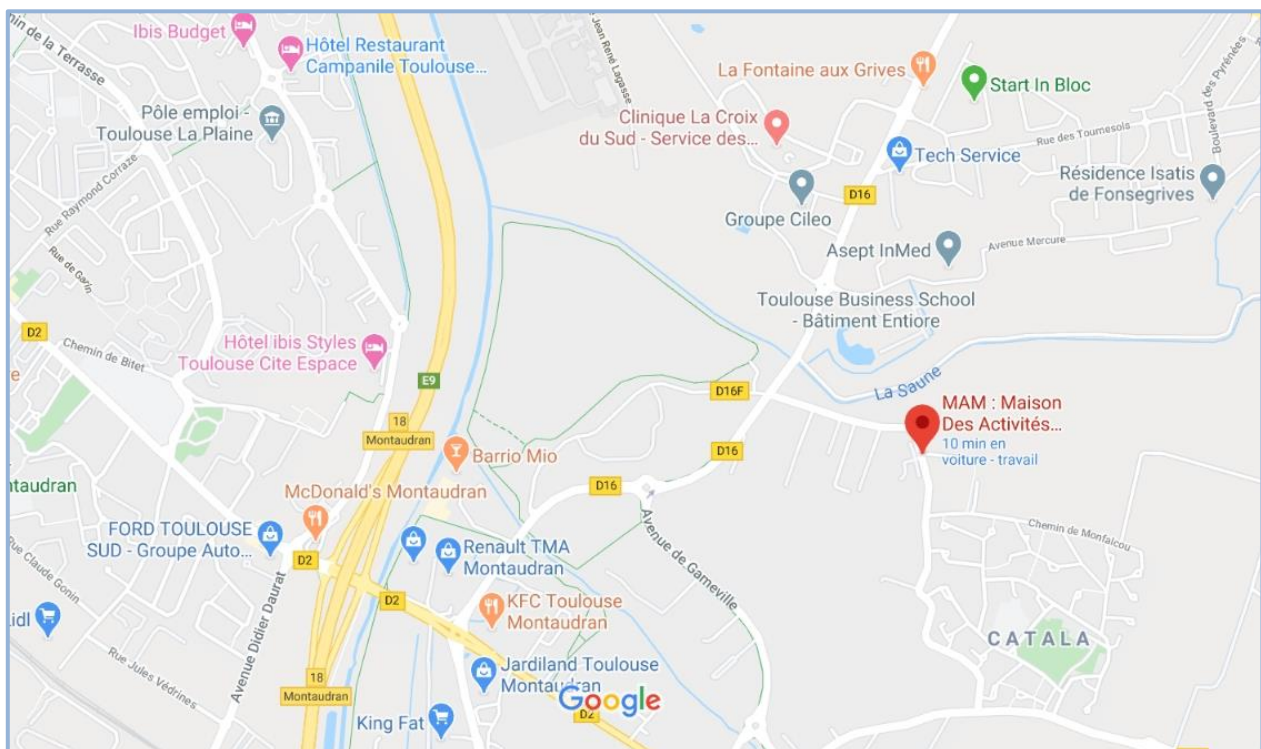 min de la Terrasse
Ibis Budget
Hôtel Restaurant
Campanile Toulouse...
Jean René Lagasse
La Fontaine aux Grives
Start In Bloc
Boulevard des Pyrénées
Pôle emploi -
Toulouse La Plaine
Clinique La Croix
du Sud - Service des...
Rue des Tournesols
Tech Service
Rue Raymond Corraze
Résidence Isatis
de Fonsegrives
D16
Groupe Cileo
Rue de Garin
Asept InMed
Avenue Mercure
Toulouse Business School
- Bâtiment Entiore
D2
Chemin de Bitet
Hôtel ibis Styles
Toulouse Cite Espace
E9
D16F
La Saune
MAM : Maison
Des Activités...
10 min en
voiture - travail
18
Montaudran
Barrio Mio
D16
D16
ntaudran
McDonald's Montaudran
FORD TOULOUSE
SUD - Groupe Auto...
D2
Renault TMA
Montaudran
Avenue de Gameville
Chemin de Monfalcou
Rue Claude Gonin
D2
KFC Toulouse
Montaudran
Lidl
Avenue Didier Daurat
CATALA
Rue Jules Védrines
18
Montaudran
Jardiland Toulouse
Montaudran
Google
D2
King Fat